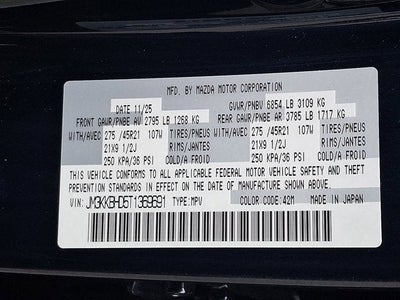 MFD. BY MAZDA MOTOR CORPORATION
DATE 11/25 GVWR/PNBV 6854 LB 3109 KG
FRONT GAWR/PNBE AV 2795 LB 1268 KG REAR GAWR/PNBE AR 3785 LB 1717 KG
WITH/AVEC 275 /45R21 107W TIRES/PNEUS WITH/AVEC 275 /45R21 107W TIRES/PNEUS
21X9 1/2J RIMS/JANTES 21X9 1/2J RIMS/JANTES
250 KPA/36 PSI COLD/A FROID 250 KPA/36 PSI COLD/A FROID
THIS VEHICLE CONFORMS TO ALL APPLICABLE FEDERAL MOTOR VEHICLE SAFETY AND THEFT
PREVENTION STANDARDS IN EFFECT ON THE DATE OF MANUFACTURE SHOWN ABOVE.
VIN: JM3KKBHD5T1369691 TYPE:MPV COLOR CODE:42M MADE IN JAPAN